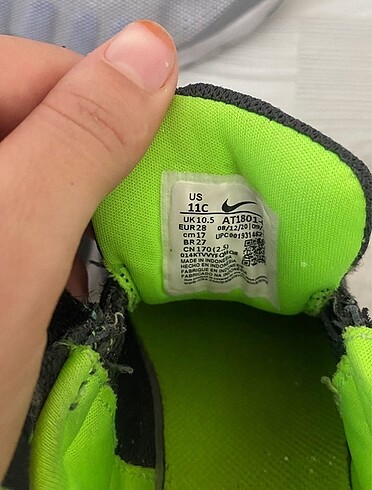 US
11C
UK 10.5 AT1801-
EUR 28 08/12/20
cm 17
BR 27
CN 170 (2.5)
MADE IN INDONESIA
HECHO EN INDONESIA
FABRIQUE EN INDONESIE